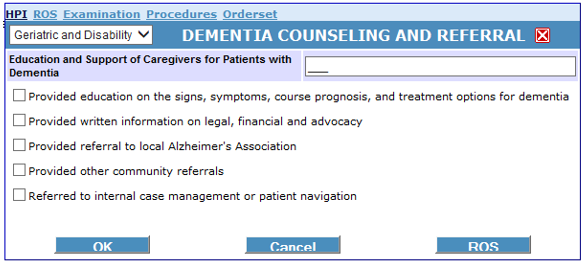 HPI ROS Examination Procedures Orderset
Geriatric and Disability DEMENTIA COUNSELING AND REFERRAL
Education and Support of Caregivers for Patients with
Dementia
___
Provided education on the signs, symptoms, course prognosis, and treatment options for dementia
Provided written information on legal, financial and advocacy
Provided referral to local Alzheimer's Association
Provided other community referrals
Referred to internal case management or patient navigation
OK Cancel ROS